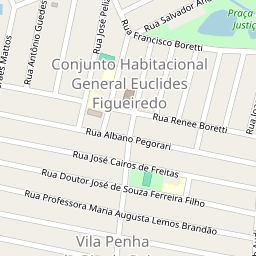 Rua Salvador
Praça
Justiç
Rua José Peliz
Rua Francisco Boretti
Rua Antônio Guedes
Mattos
Conjunto Habitacional
General Euclides
Figueiredo
Rua Renee Boretti
Rua Albano Pegorari
Rua José Cairos de Freitas
Rua Doutor José de Souza Ferreira Filho
Rua Professora Maria Augusta Lemos Brandão
Vila Penha